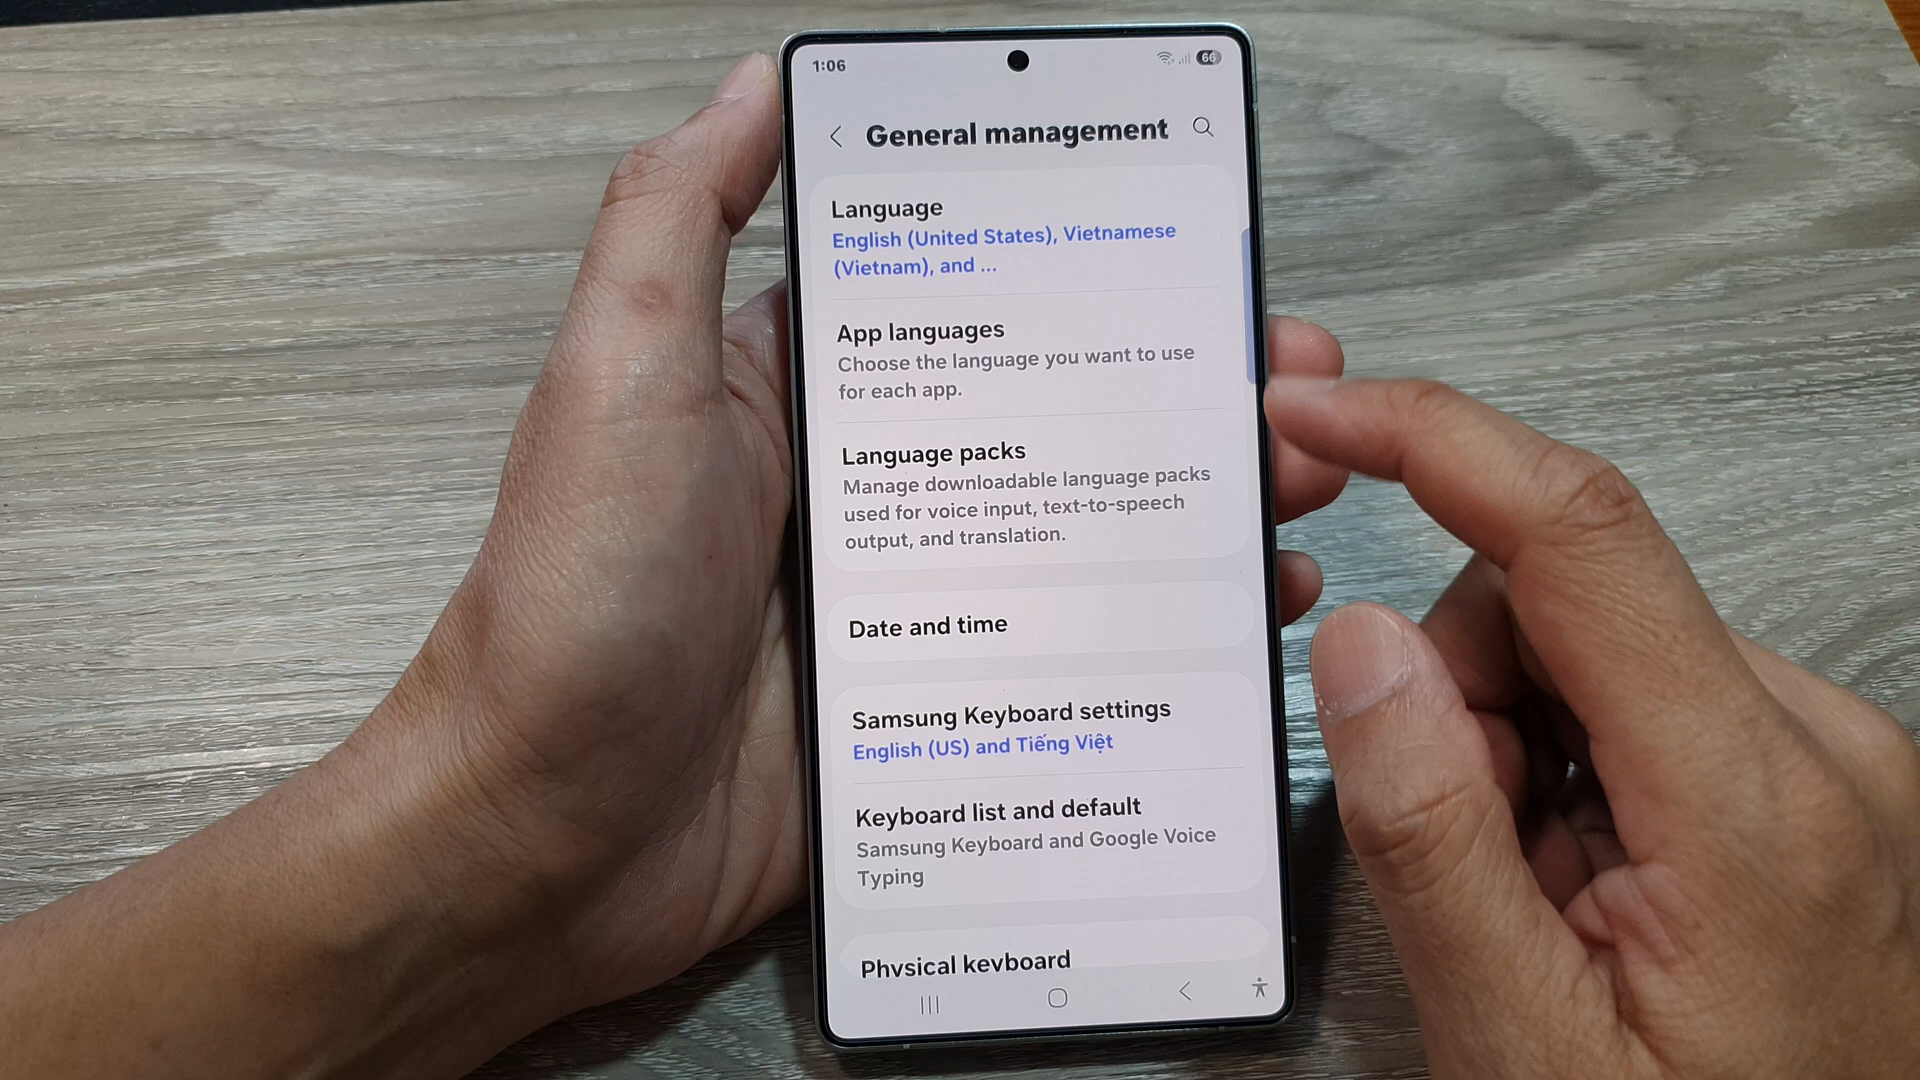 1:06
66
General management
Language
English (United States), Vietnamese
(Vietnam), and ...
App languages
Choose the language you want to use
for each app.
Language packs
Manage downloadable language packs
used for voice input, text-to-speech
output, and translation.
Date and time
Samsung Keyboard settings
English (US) and Tiếng Việt
Keyboard list and default
Samsung Keyboard and Google Voice
Typing
Physical keyboard